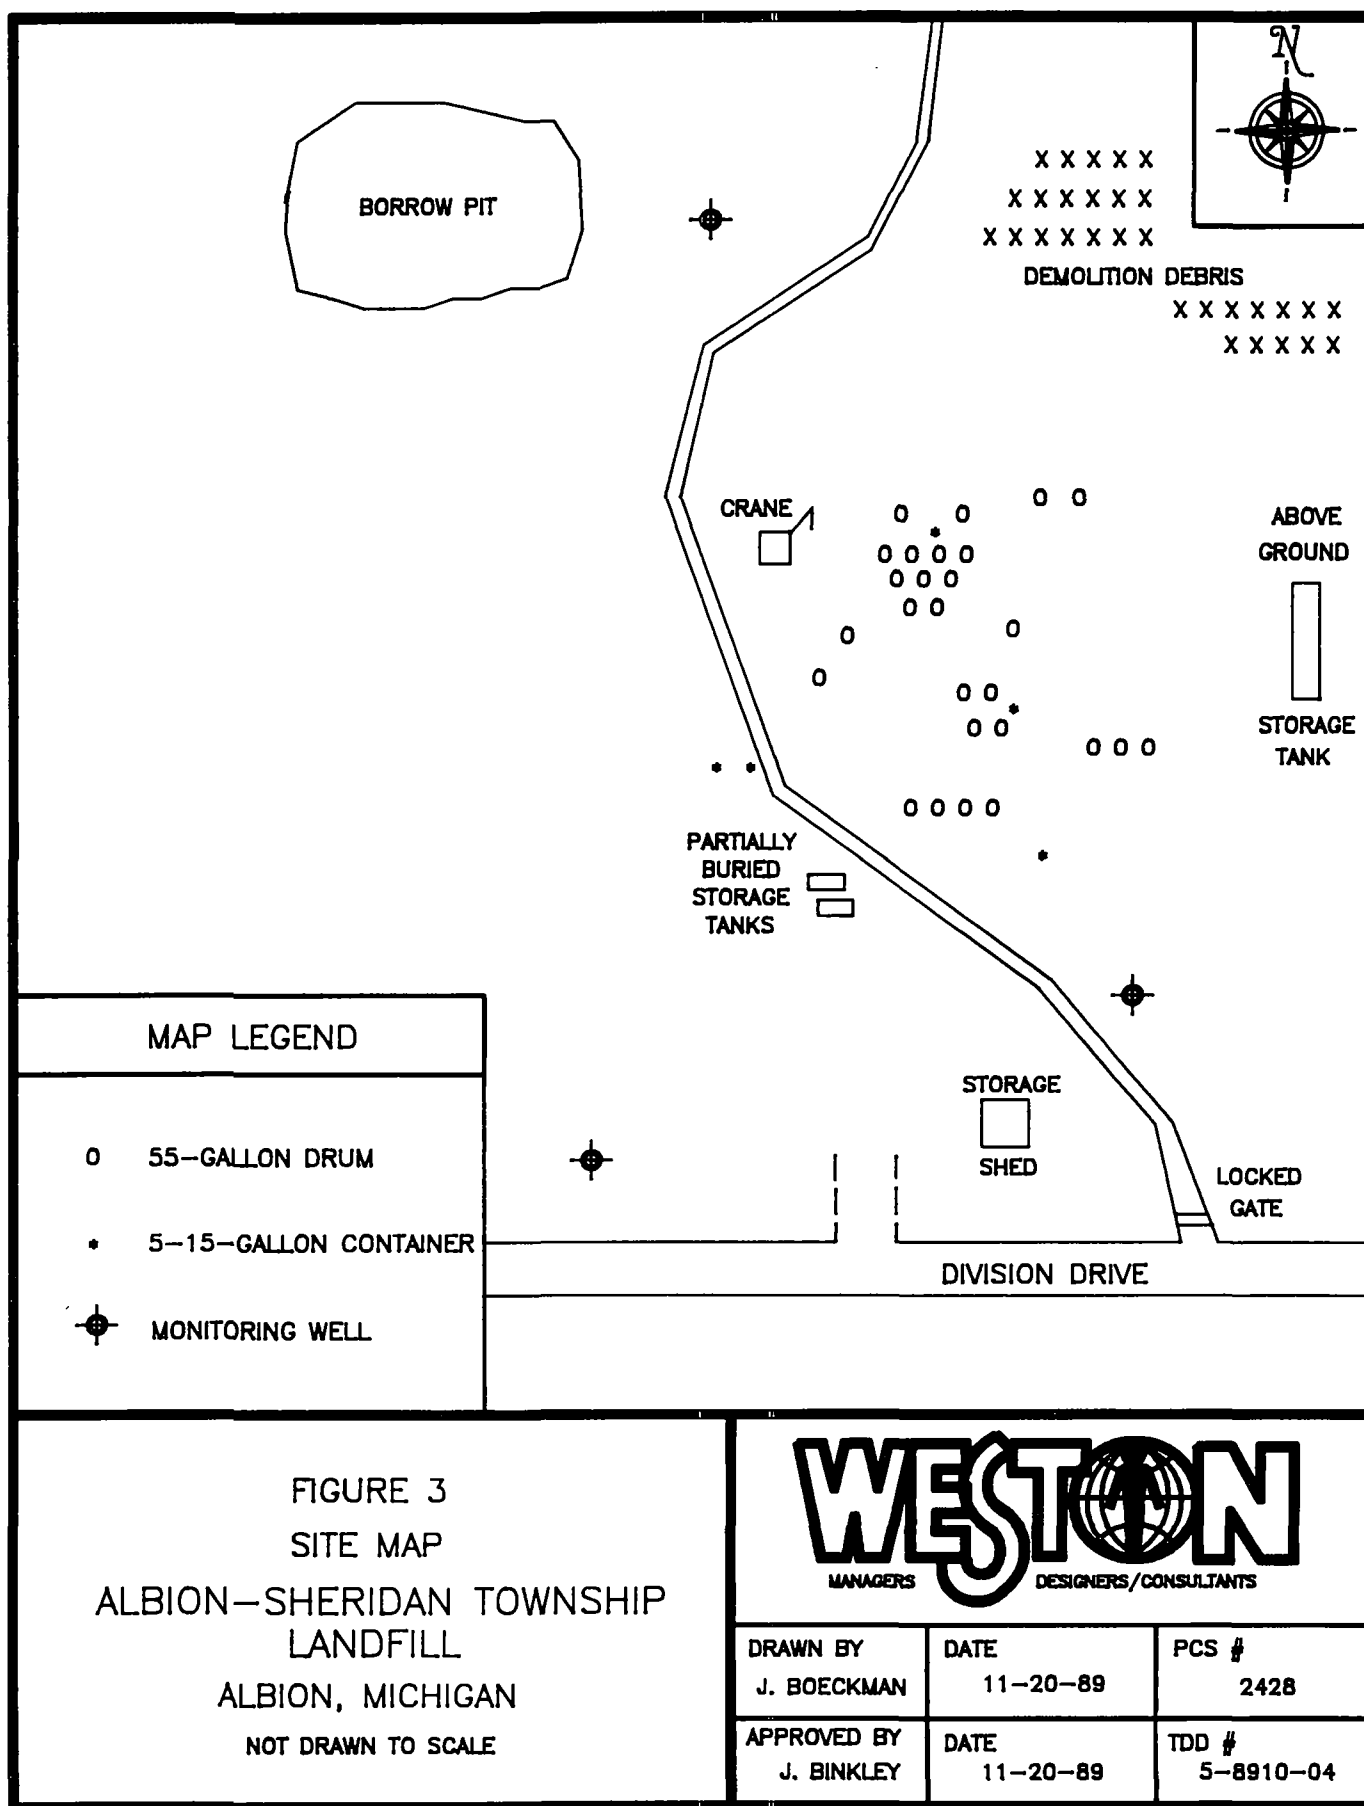 N
BORROW PIT
X X X X X
X X X X X X
X X X X X X X
DEMOLITION DEBRIS
X X X X X X X
X X X X X
CRANE
ABOVE
GROUND
STORAGE
TANK
PARTIALLY
BURIED
STORAGE
TANKS
STORAGE
SHED
LOCKED
GATE
DIVISION DRIVE
MAP LEGEND
O 55-GALLON DRUM
* 5-15-GALLON CONTAINER
MONITORING WELL
FIGURE 3
SITE MAP
ALBION-SHERIDAN TOWNSHIP
LANDFILL
ALBION, MICHIGAN
NOT DRAWN TO SCALE
WESTON
MANAGERS DESIGNERS/CONSULTANTS
DRAWN BY
J. BOECKMAN
DATE
11-20-89
PCS #
2428
APPROVED BY
J. BINKLEY
DATE
11-20-89
TDD #
5-8910-04